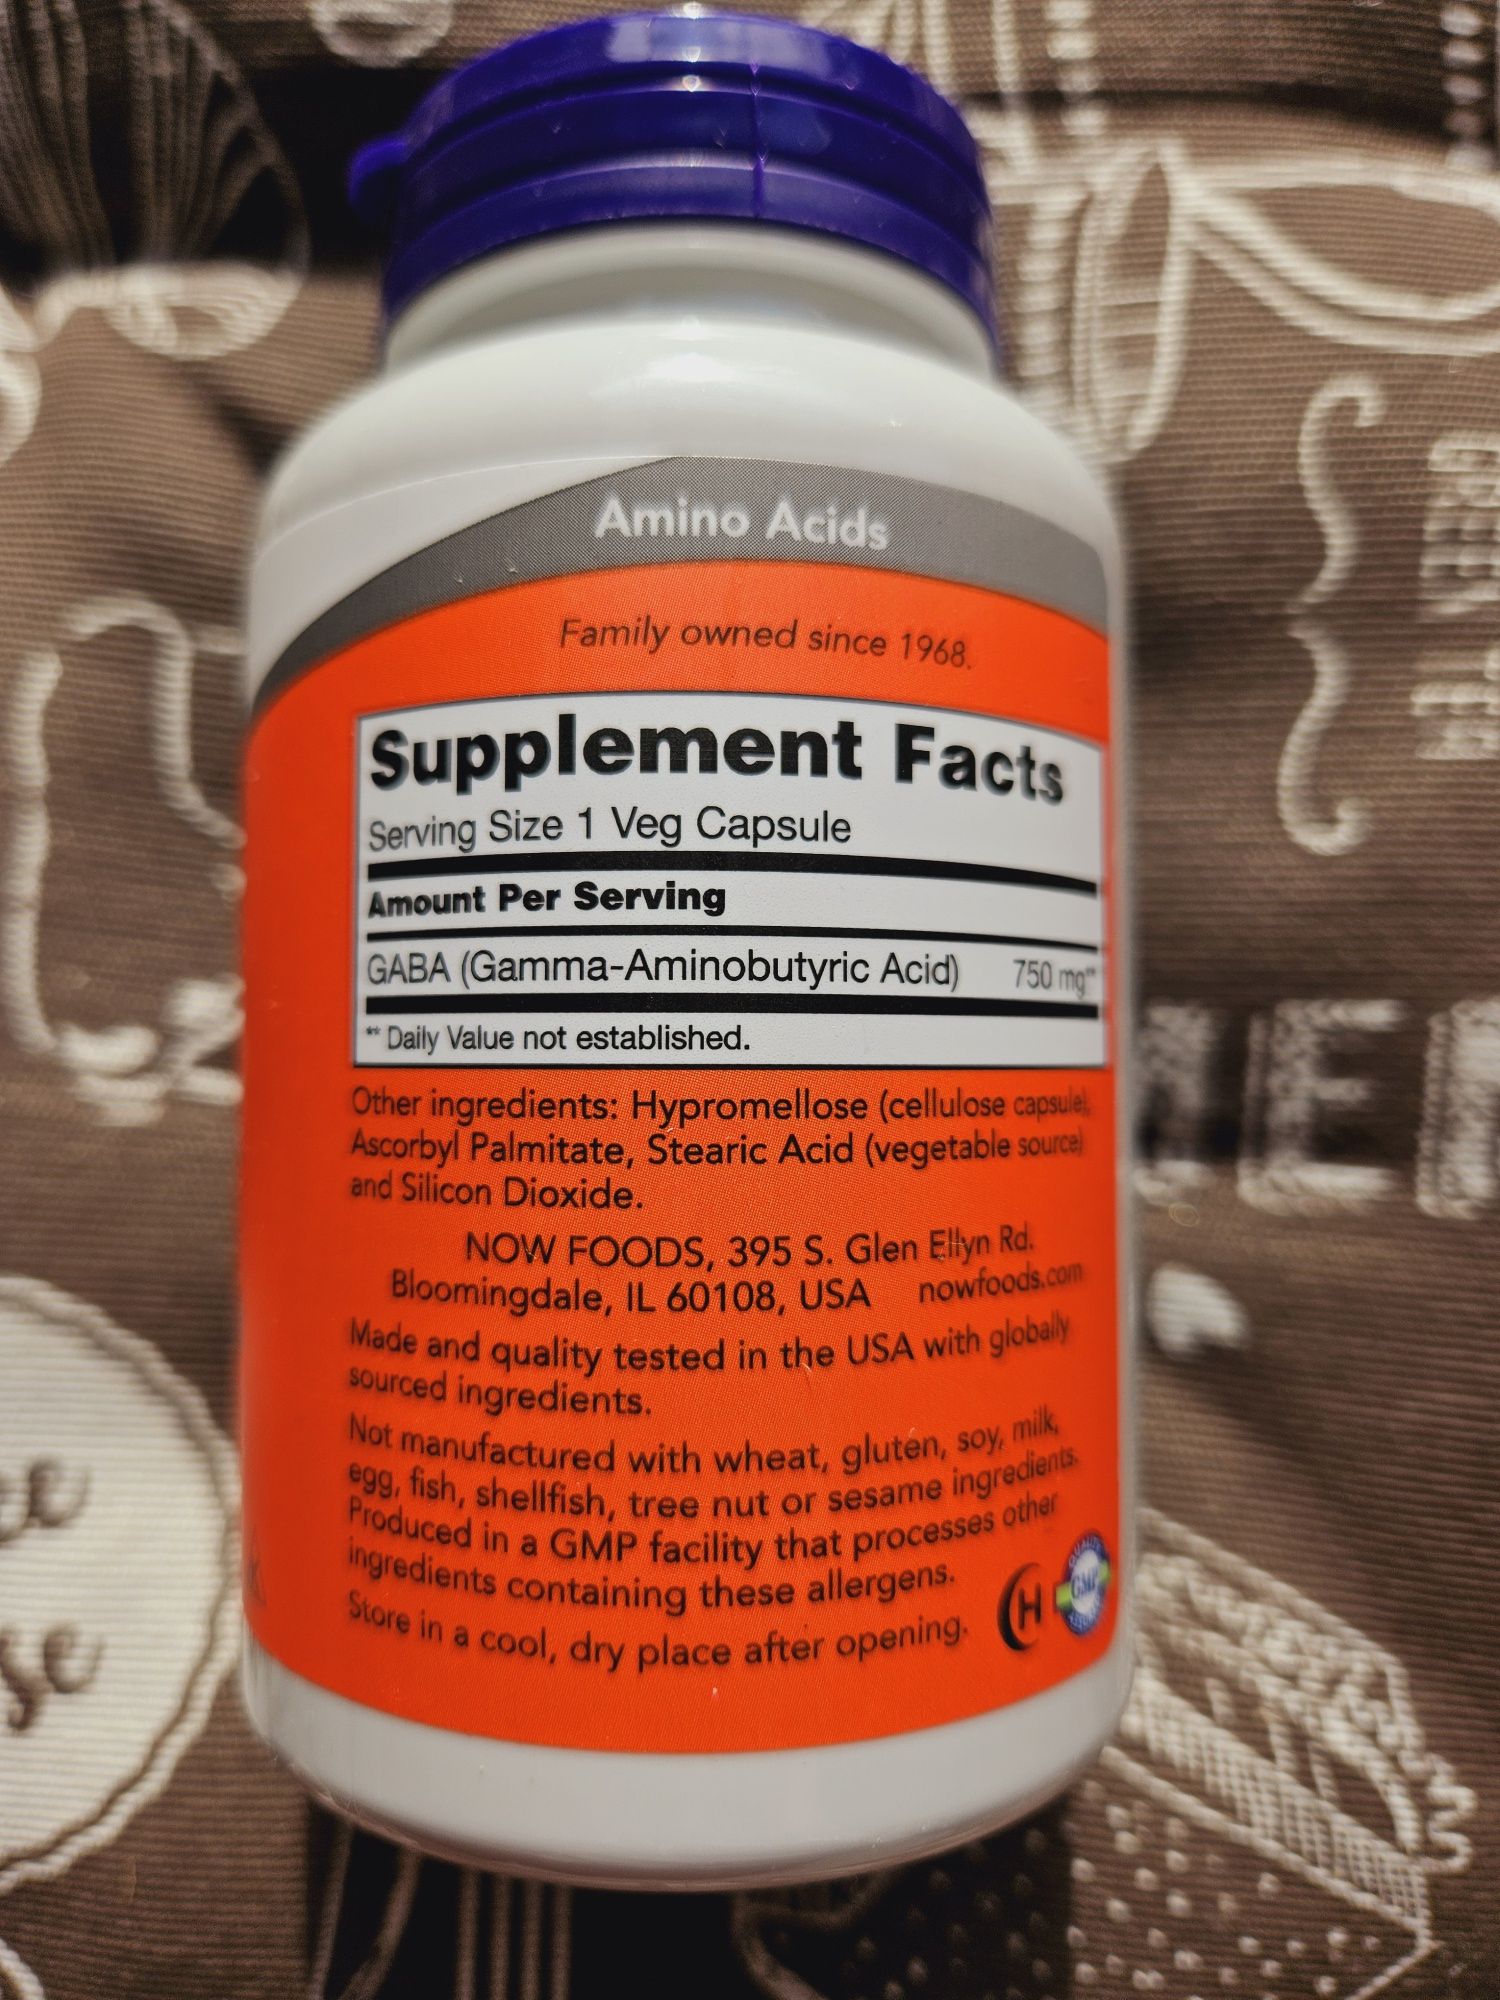 Amino Acids
Family owned since 1968.
Supplement Facts
Serving Size 1 Veg Capsule
Amount Per Serving
GABA (Gamma-Aminobutyric Acid) 750 mg**
** Daily Value not established.
Other ingredients: Hypromellose (cellulose capsule),
Ascorbyl Palmitate, Stearic Acid (vegetable source)
and Silicon Dioxide.
NOW FOODS, 395 S. Glen Ellyn Rd.
Bloomingdale, IL 60108, USA nowfoods.com
Made and quality tested in the USA with globally
sourced ingredients.
Not manufactured with wheat, gluten, soy, milk,
egg, fish, shellfish, tree nut or sesame ingredients.
Produced in a GMP facility that processes other
ingredients containing these allergens.
Store in a cool, dry place after opening.
H
GMP